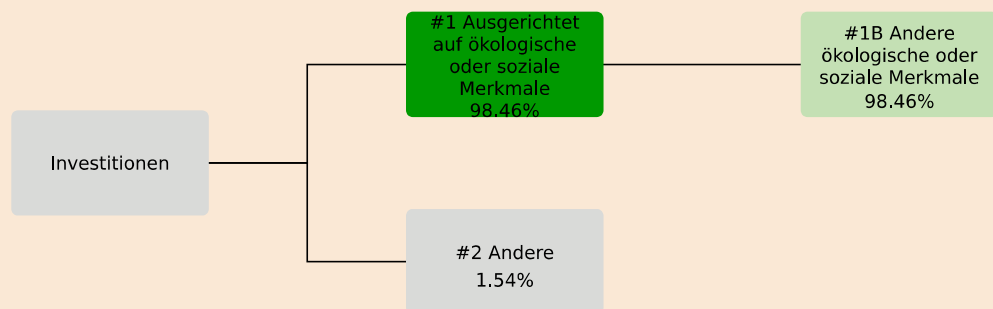 #1 Ausgerichtet
auf ökologische
oder soziale
Merkmale
98.46%
#1B Andere
ökologische oder
soziale Merkmale
98.46%
Investitionen
#2 Andere
1.54%